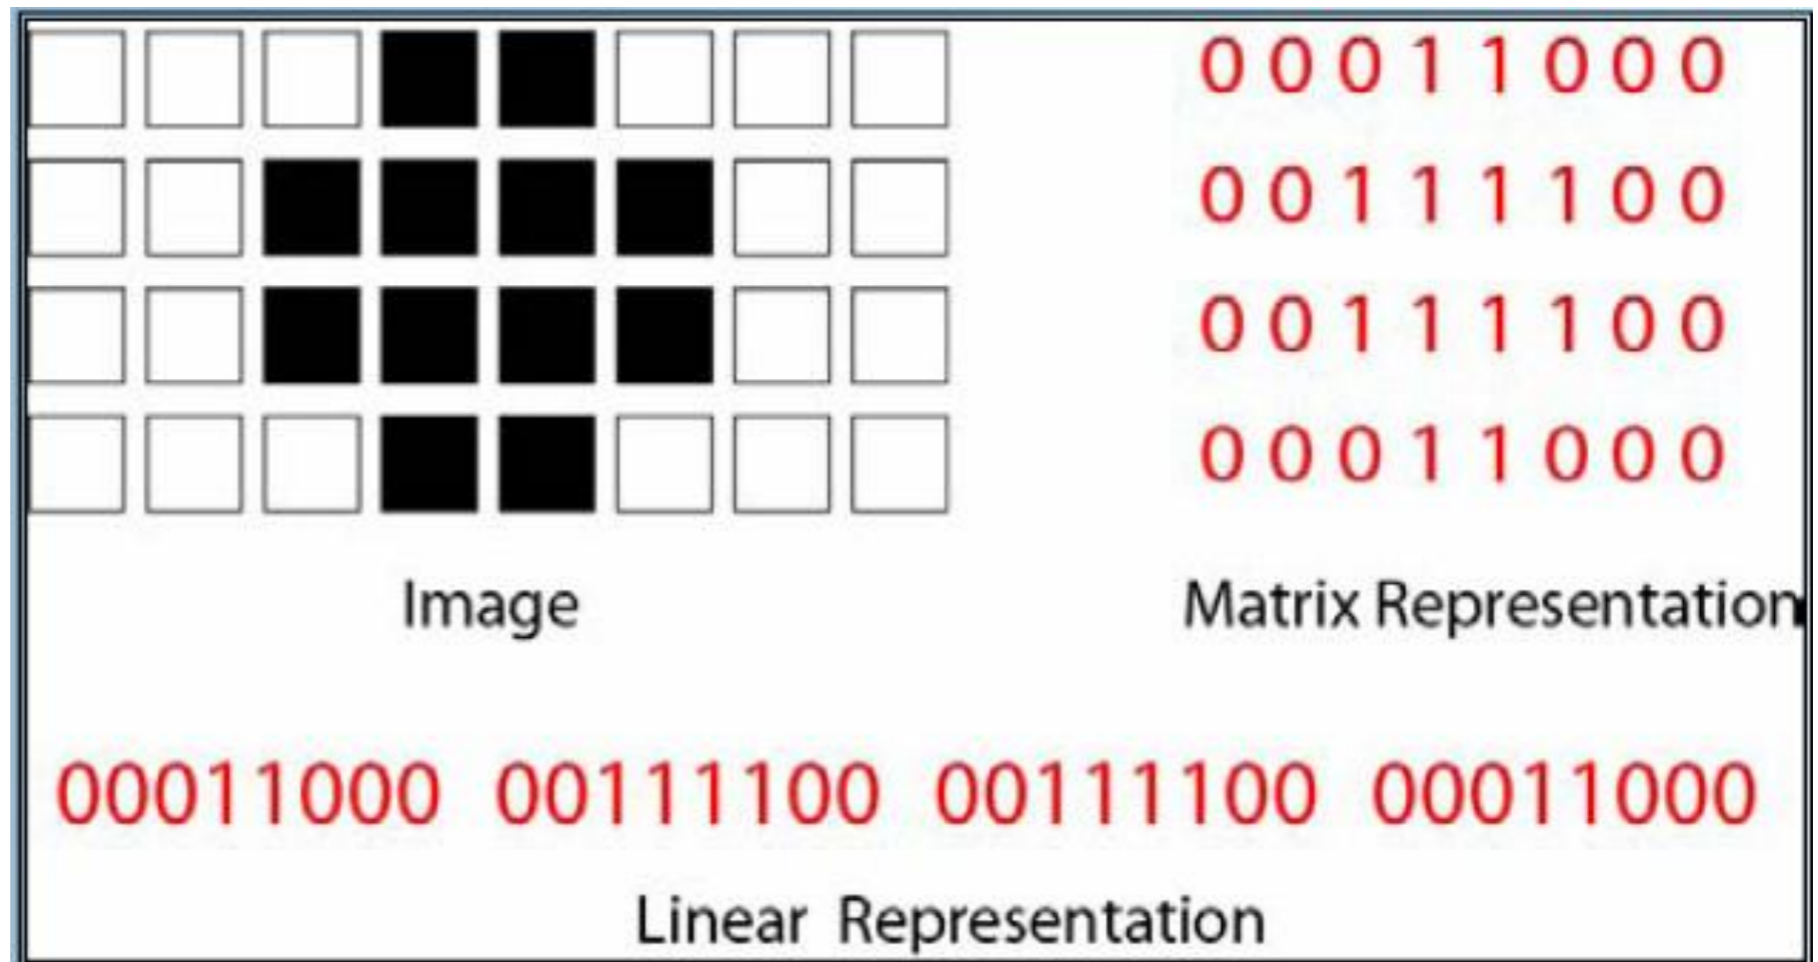 0 0 0 1 1 0 0 0
0 0 1 1 1 1 0 0
0 0 1 1 1 1 0 0
0 0 0 1 1 0 0 0
Image
Matrix Representation
00011000 00111100 00111100 00011000
Linear Representation